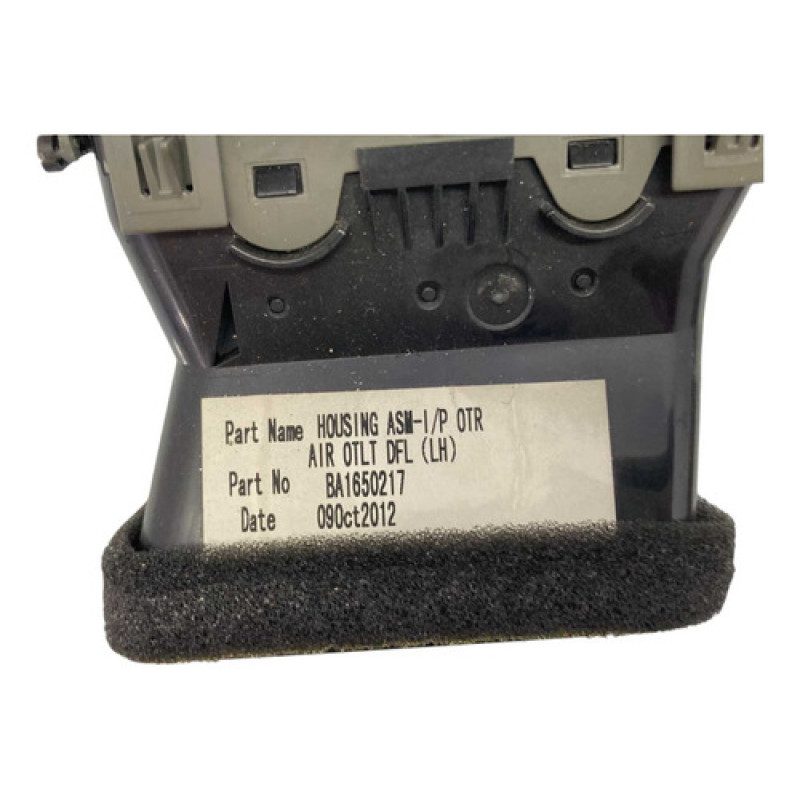 Part Name HOUSING ASM-I/P OTR
AIR OTLT DFL (LH)
Part No BA1650217
Date 09Oct2012